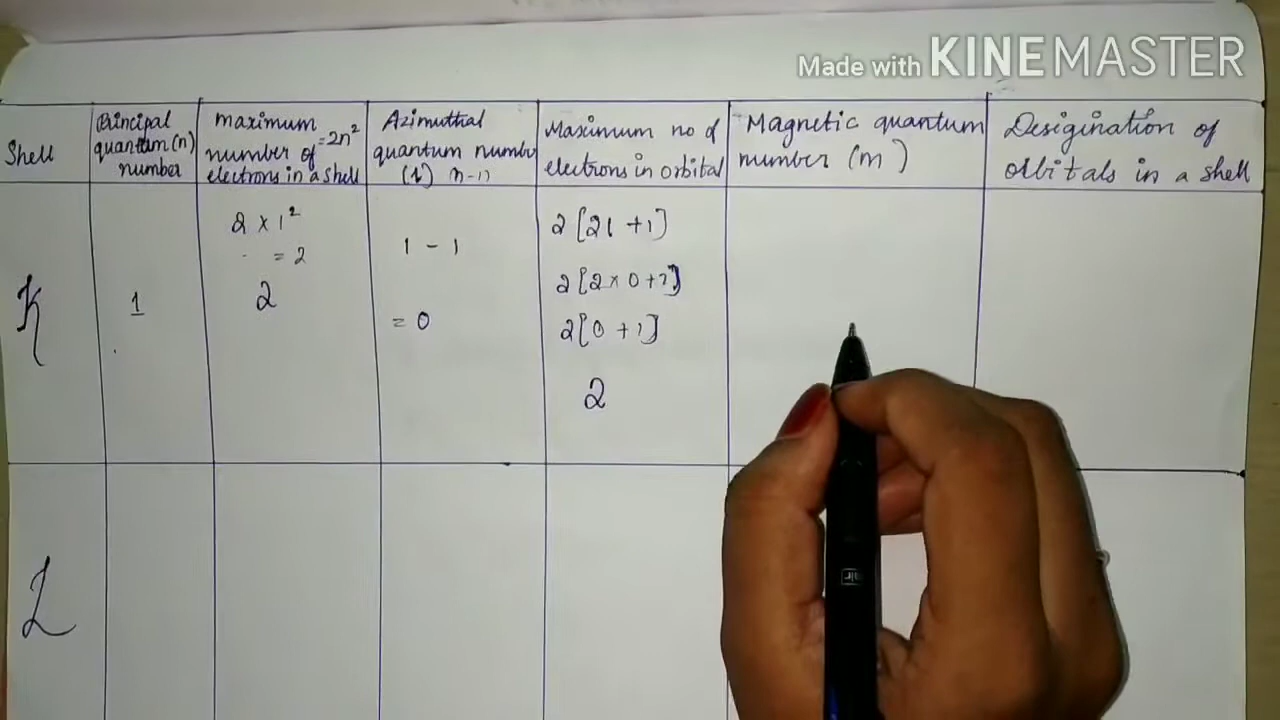 Made with KINEMASTER
Shell
Principal
quantum (n)
number
maximum
number of =2n²
electrons in a shell
Azimuthal
quantum number
(l) n-1)
Maximum no of
electrons in orbital
Magnetic quantum
number (m)
Desigination of
orbitals in a shell
K
1
2 × 1²
= 2
2
1 - 1
= 0
2[2l +1]
2[2×0+1]
2[0 +1]
2
L